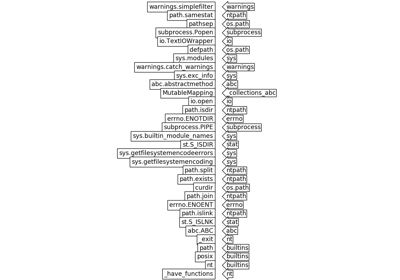 warnings.simplefilter warnings
path.samestat ntpath
pathsep os.path
subprocess.Popen subprocess
io.TextIOWrapper io
defpath os.path
sys.modules sys
warnings.catch_warnings warnings
sys.exc_info sys
abc.abstractmethod abc
MutableMapping _collections_abc
io.open io
path.isdir ntpath
errno.ENOTDIR errno
subprocess.PIPE subprocess
sys.builtin_module_names sys
st.S_ISDIR stat
sys.getfilesystemencodeerrors sys
sys.getfilesystemencoding sys
path.split ntpath
path.exists ntpath
curdir os.path
path.join ntpath
errno.ENOENT errno
path.islink ntpath
st.S_ISLNK stat
abc.ABC abc
_exit nt
path builtins
posix builtins
nt builtins
_have_functions nt